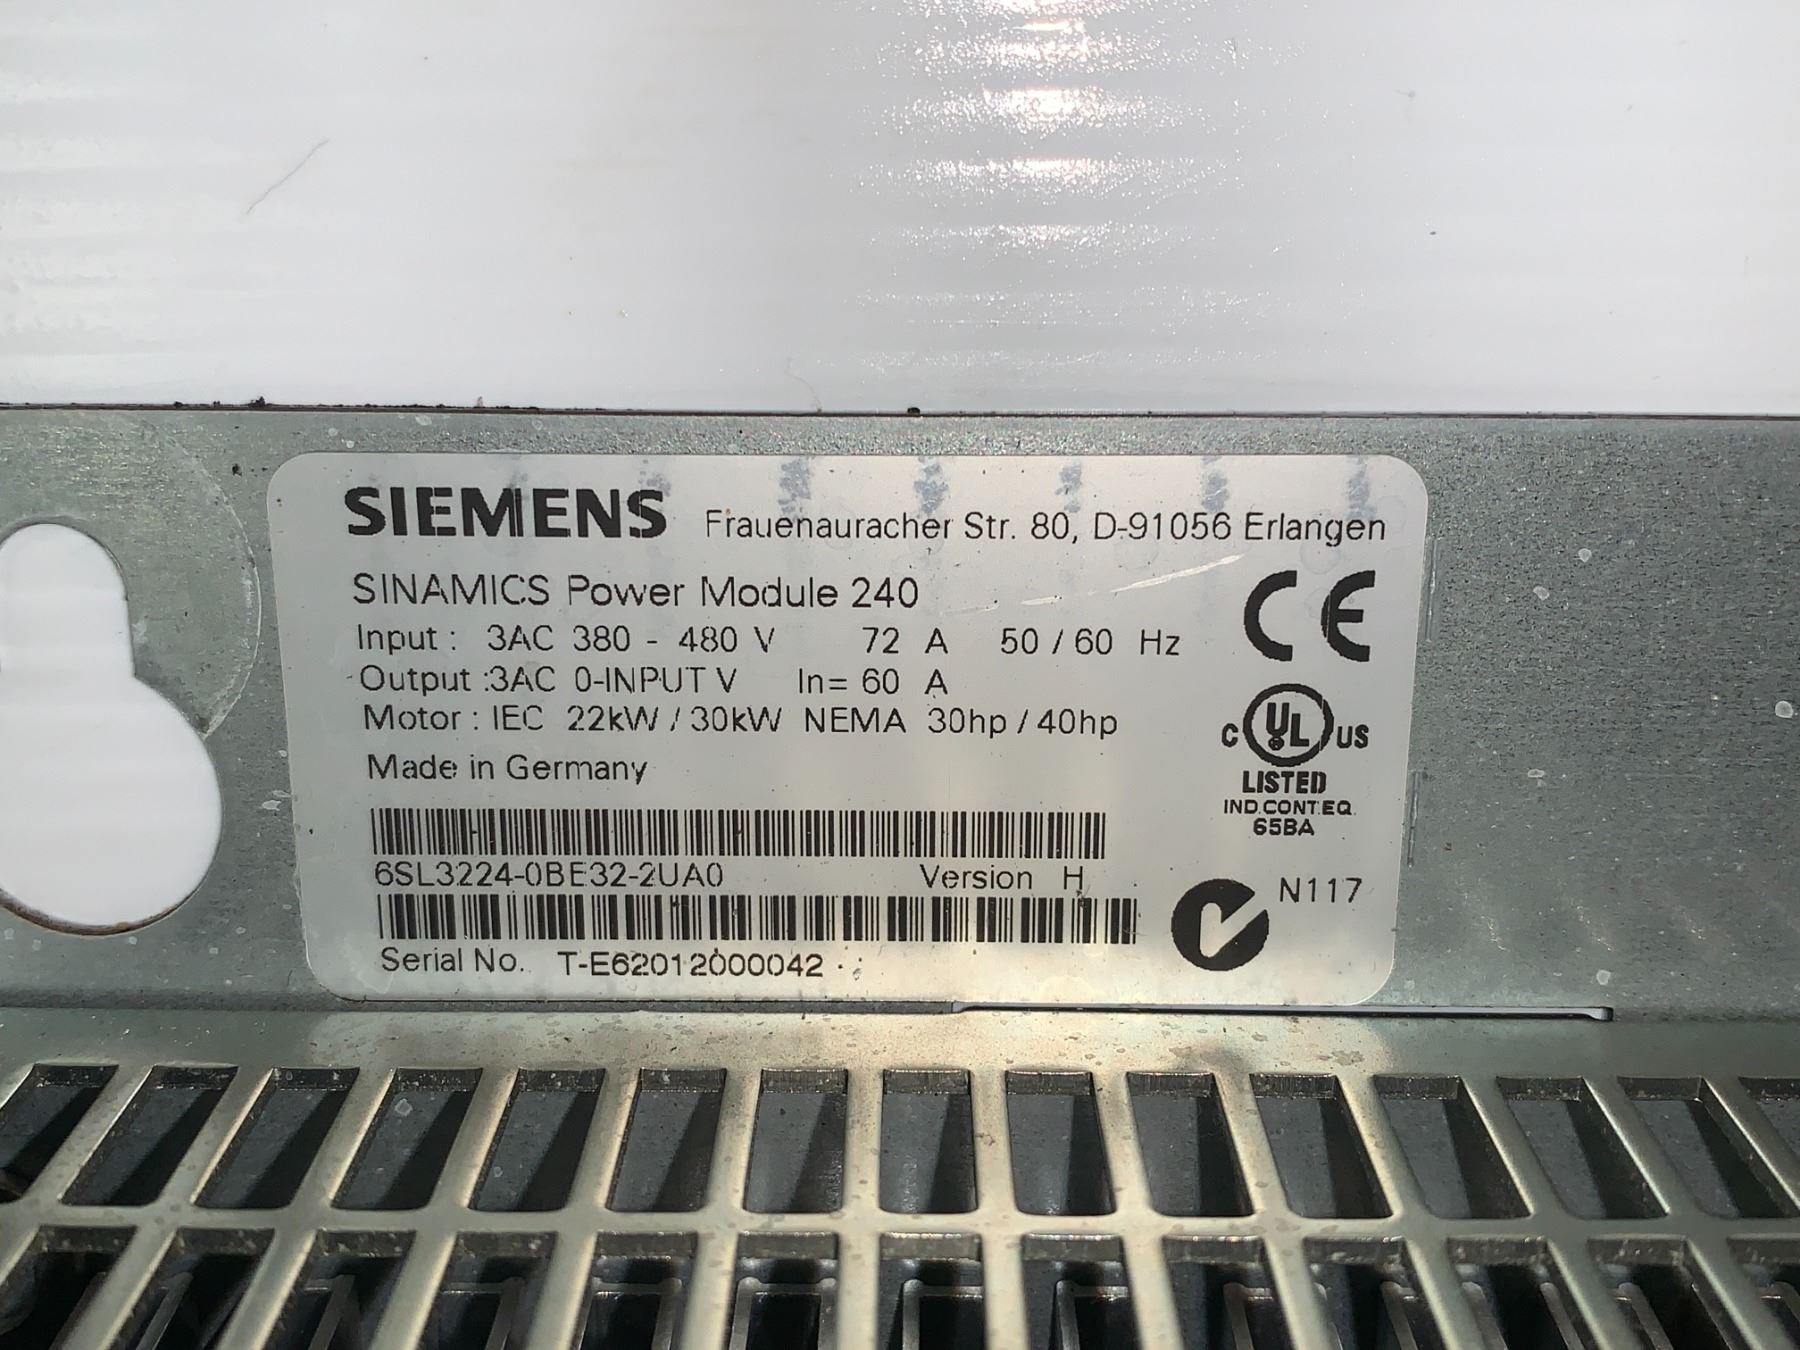 SIEMENS Frauenauracher Str. 80, D-91056 Erlangen
SINAMICS Power Module 240
Input : 3AC 380 - 480 V 72 A 50 / 60 Hz
Output :3AC 0-INPUT V In= 60 A
Motor : IEC 22kW / 30kW NEMA 30hp / 40hp
Made in Germany
6SL3224-0BE32-2UA0 Version H
Serial No. T-E62012000042
CE
C UL US
LISTED
IND.CONT.EQ.
65BA
N117